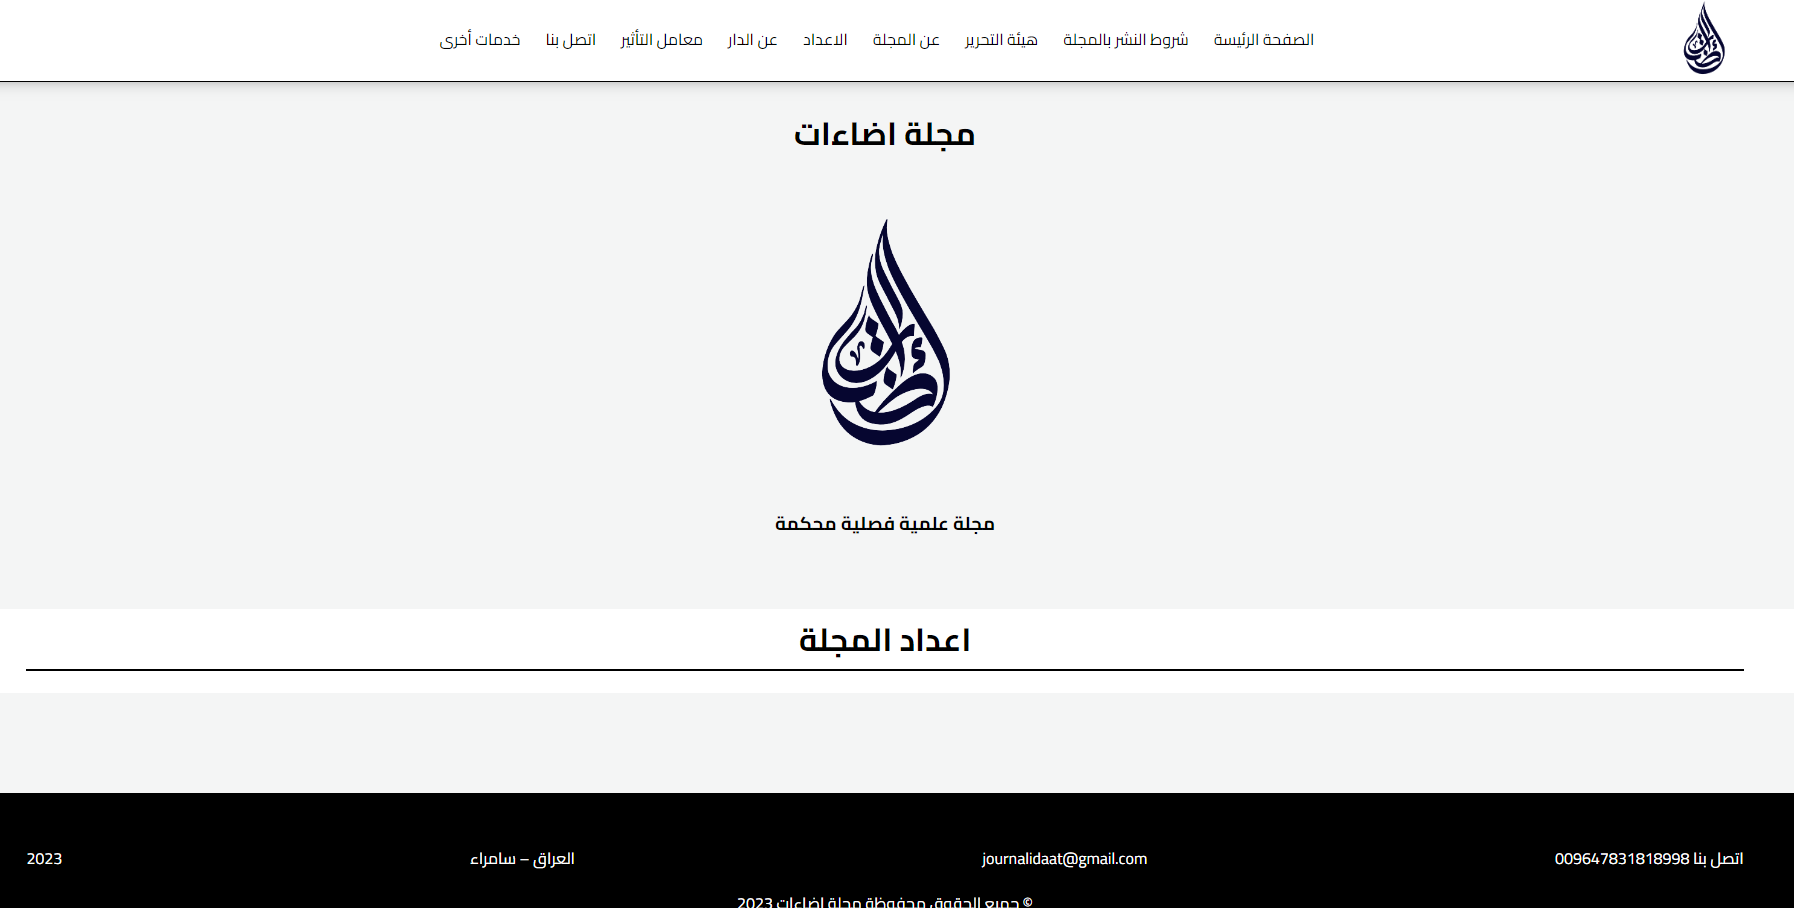 الصفحة الرئيسة شروط النشر بالمجلة هيئة التحرير عن المجلة الاعداد عن الدار معامل التأثير اتصل بنا خدمات أخرى
مجلة اضاءات
مجلة علمية فصلية محكمة
اعداد المجلة
اتصل بنا 009647831818998 journalidaat@gmail.com العراق – سامراء 2023
© جميع الحقوق محفوظة مجلة اضاءات 2023